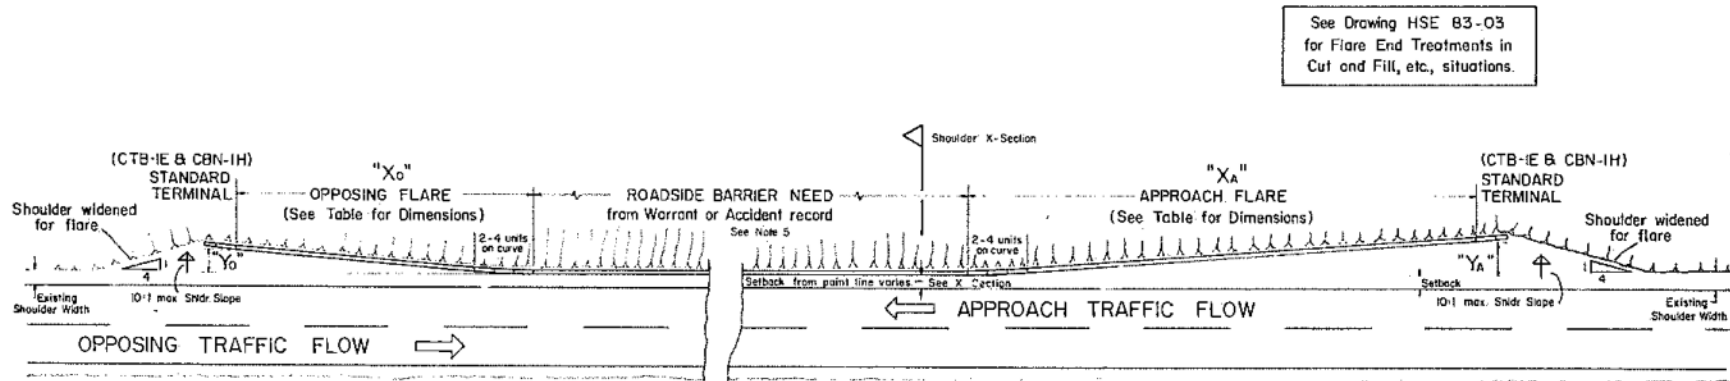 See Drawing HSE 83-03
for Flare End Treatments in
Cut and Fill, etc., situations.
Shoulder X-Section
(CTB-IE & CBN-IH)
STANDARD
TERMINAL
"XO"
OPPOSING FLARE
(See Table for Dimensions)
ROADSIDE BARRIER NEED
from Warrant or Accident record
See Note 5
"XA"
APPROACH FLARE
(See Table for Dimensions)
(CTB-IE & CBN-IH)
STANDARD
TERMINAL
Shoulder widened
for flare
Shoulder widened
for flare
2-4 units
on curve
2-4 units
on curve
"YO"
"YA"
1
4
1
4
Existing
Shoulder Width
10:1 max Shldr. Slope
Setback from paint line varies - See X Section
Setback
10:1 max. Shldr Slope
Existing
Shoulder Width
APPROACH TRAFFIC FLOW
OPPOSING TRAFFIC FLOW